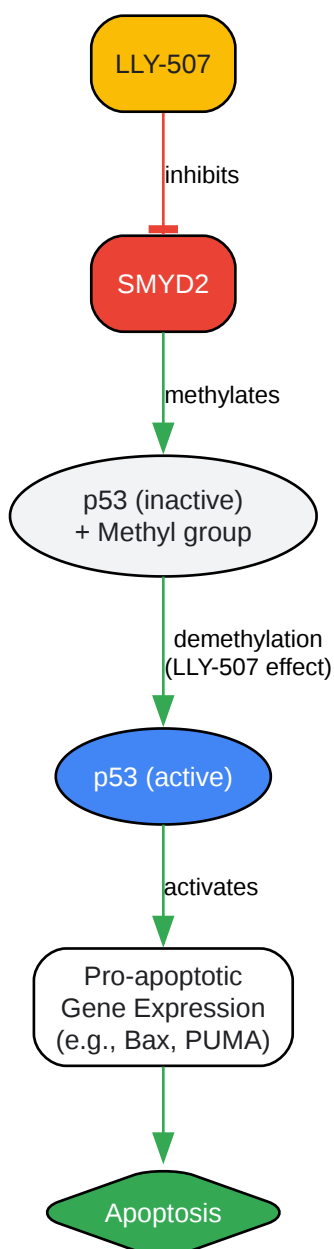 LLY-507
inhibits
SMYD2
methylates
p53 (inactive)
+ Methyl group
demethylation
(LLY-507 effect)
p53 (active)
activates
Pro-apoptotic
Gene Expression
(e.g., Bax, PUMA)
Apoptosis